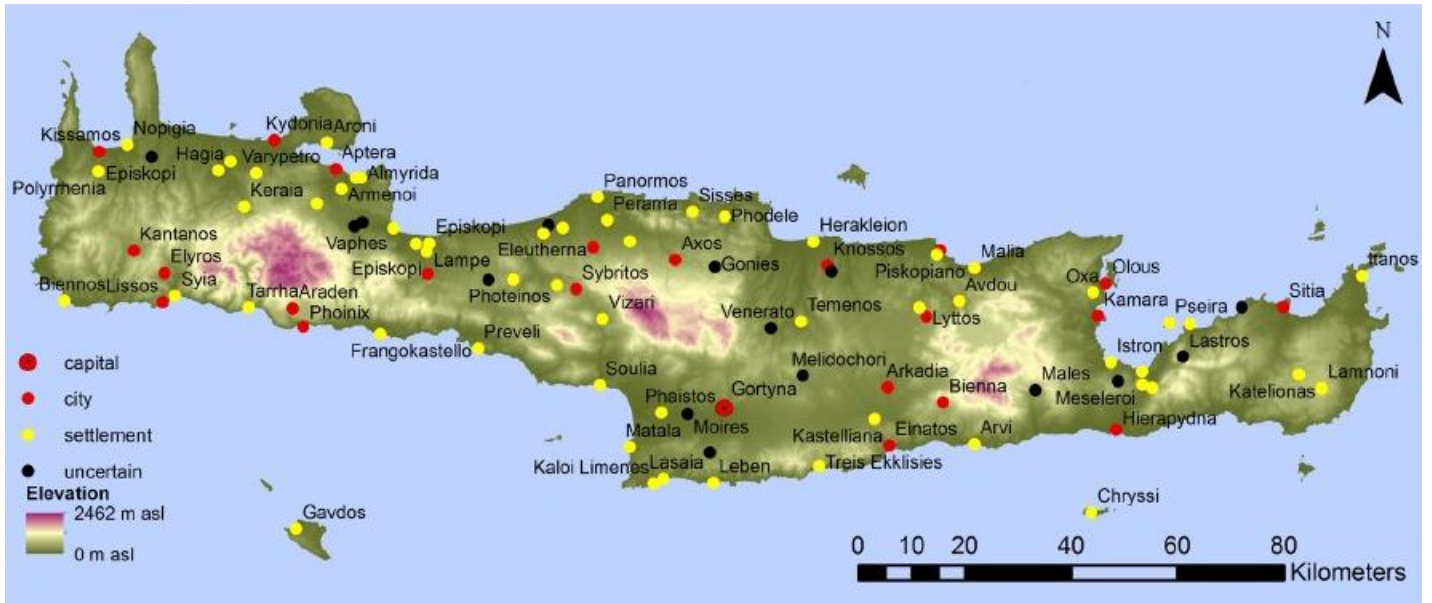 N
Kissamos
Nopigia
Kydonia
Aroni
Hagia
Varypetro
Aptera
Episkopi
Almyrida
Polyrrhenia
Keraia
Armenoi
Panormos
Sisses
Perama
Phodele
Herakleion
Episkopi
Kantanos
Vaphes
Eleutherna
Axos
Knossos
Malia
Elyros
Episkopi
Lampe
Gonies
Piskopiano
Oxa
Olous
Ittanos
Biennos
Lissos
Syia
Tarrha
Araden
Photeinos
Sybritos
Avdou
Kamara
Pseira
Sitia
Phoinix
Vizari
Venerato
Temenos
Lyttos
Preveli
Frangokastello
Istron
Lastros
Melidochori
Soulia
Arkadia
Males
Lamnoni
Gortyna
Bienna
Meseleroi
Katelionas
Phaistos
Moires
Hierapydna
Matala
Kastelliana
Einatos
Arvi
Kaloi Limenes
Lasaia
Leben
Treis Ekklisies
Chryssi
Gavdos
capital
city
settlement
uncertain
Elevation
2462 m asl
0 m asl
0 10 20 40 60 80
Kilometers